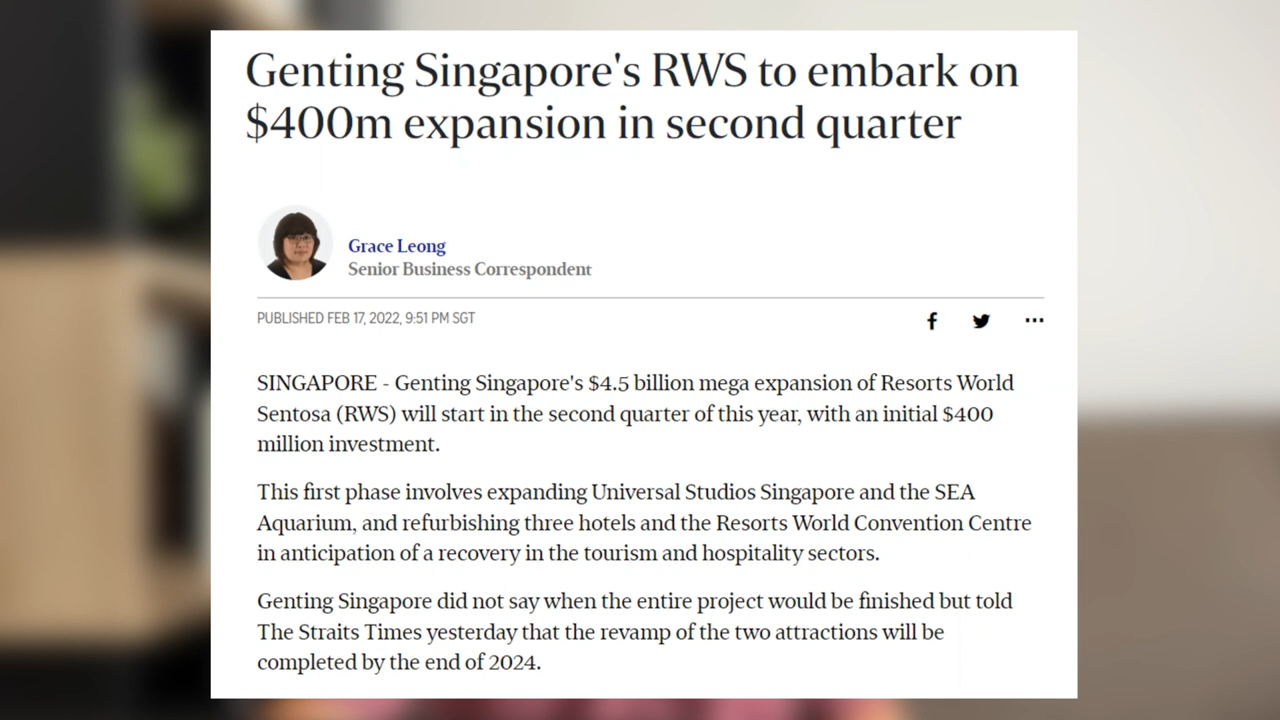 Genting Singapore's RWS to embark on
$400m expansion in second quarter
Grace Leong
Senior Business Correspondent
PUBLISHED FEB 17, 2022, 9:51 PM SGT
SINGAPORE - Genting Singapore's $4.5 billion mega expansion of Resorts World
Sentosa (RWS) will start in the second quarter of this year, with an initial $400
million investment.
This first phase involves expanding Universal Studios Singapore and the SEA
Aquarium, and refurbishing three hotels and the Resorts World Convention Centre
in anticipation of a recovery in the tourism and hospitality sectors.
Genting Singapore did not say when the entire project would be finished but told
The Straits Times yesterday that the revamp of the two attractions will be
completed by the end of 2024.